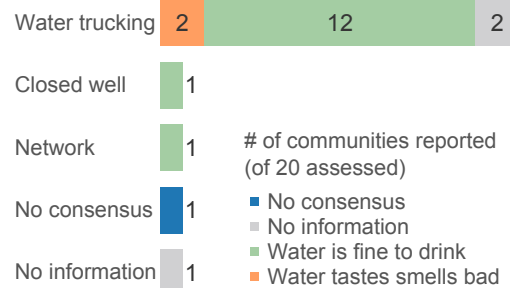 Water trucking 2 12 2
Closed well 1
Network 1
# of communities reported
(of 20 assessed)
No consensus 1
No consensus
No information
Water is fine to drink
No information 1
Water tastes smells bad